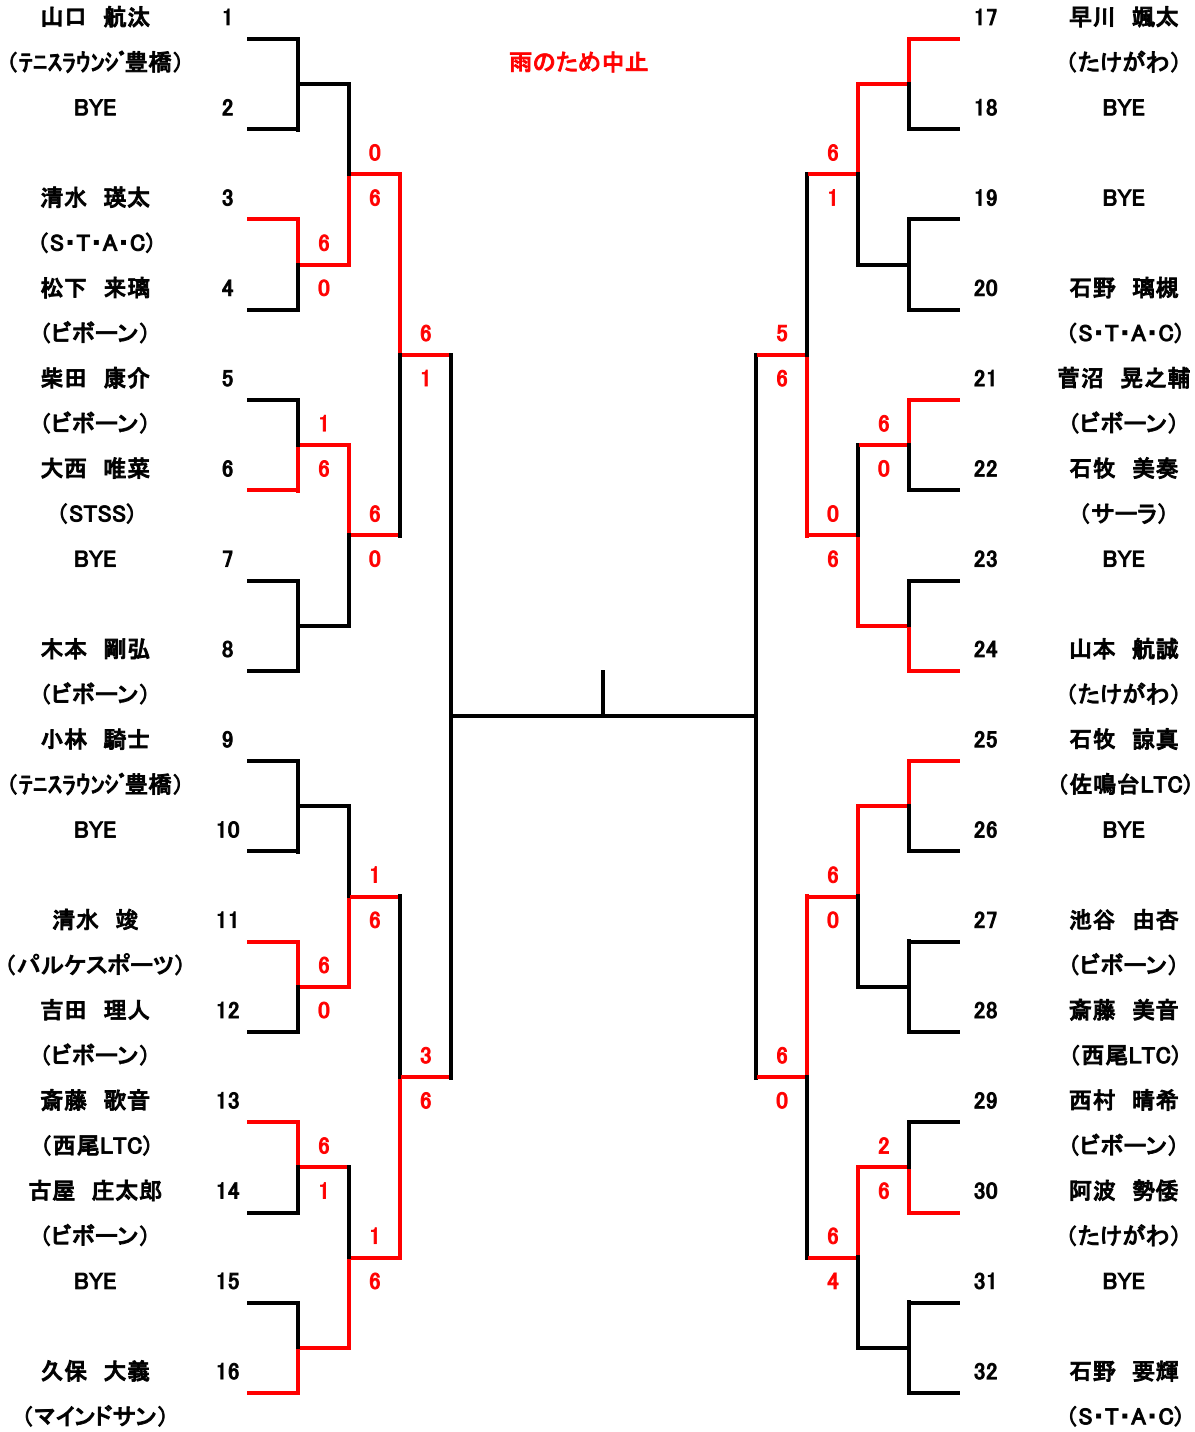 雨のため中止
山口　航汰 1
（ﾃﾆｽﾗｳﾝｼﾞ豊橋）
BYE 2
0
清水　瑛太 3 6
（S・T・A・C） 6
松下　来璃 4 0
（ビボーン） 6
柴田　康介 5 1
（ビボーン） 1
大西　唯菜 6 6
（STSS） 6
BYE 7 0
木本　剛弘 8
（ビボーン）
小林　騎士 9
（ﾃﾆｽﾗｳﾝｼﾞ豊橋）
BYE 10
1
清水　竣 11 6
（パルケスポーツ） 6
吉田　理人 12 0
（ビボーン） 3
斎藤　歌音 13 6
（西尾LTC） 6
古屋　庄太郎 14 1
（ビボーン） 1
BYE 15 6
久保　大義 16
（マインドサン）
17 早川　颯太
（たけがわ）
18 BYE
6
1 19 BYE
20 石野　璃槻
5 （S・T・A・C）
6 21 菅沼　晃之輔
6 （ビボーン）
0 22 石牧　美奏
0 （サーラ）
6 23 BYE
24 山本　航誠
（たけがわ）
25 石牧　諒真
（佐鳴台LTC）
26 BYE
6
0 27 池谷　由杏
（ビボーン）
28 斎藤　美音
6 （西尾LTC）
0 29 西村　晴希
2 （ビボーン）
6 30 阿波　勢倭
6 （たけがわ）
4 31 BYE
32 石野　要輝
（S・T・A・C）